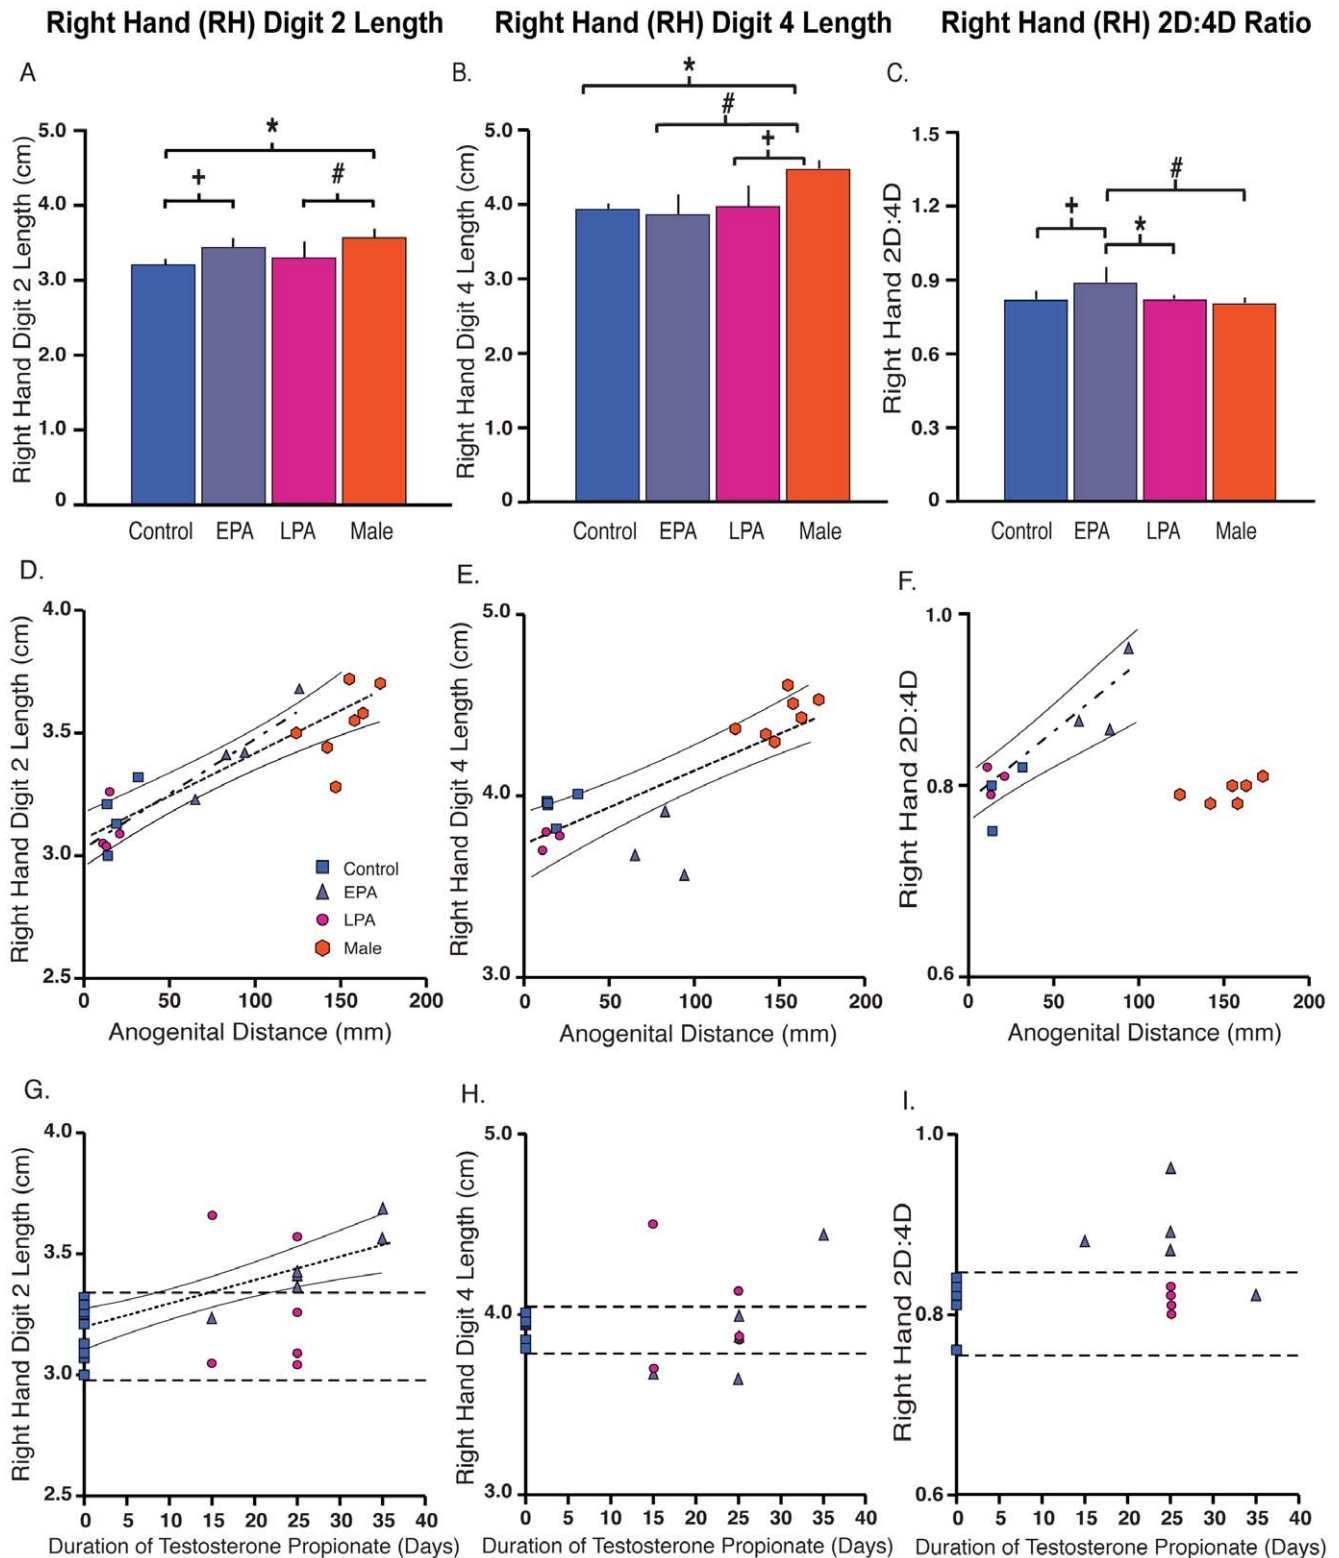 Right Hand (RH) Digit 2 Length
Right Hand (RH) Digit 4 Length
Right Hand (RH) 2D:4D Ratio
A
Right Hand Digit 2 Length (cm)
5.0
4.0
3.0
2.0
1.0
0
*
+
#
Control EPA LPA Male
B.
Right Hand Digit 4 Length (cm)
5.0
4.0
3.0
2.0
1.0
0
*
#
+
Control EPA LPA Male
C.
Right Hand 2D:4D
1.5
1.2
0.9
0.6
0.3
0
#
+
*
Control EPA LPA Male
D.
Right Hand Digit 2 Length (cm)
4.0
3.5
3.0
2.5
Control
EPA
LPA
Male
0 50 100 150 200
Anogenital Distance (mm)
E.
Right Hand Digit 4 Length (cm)
5.0
4.0
3.0
0 50 100 150 200
Anogenital Distance (mm)
F.
Right Hand 2D:4D
1.0
0.8
0.6
0 50 100 150 200
Anogenital Distance (mm)
G.
Right Hand Digit 2 Length (cm)
4.0
3.5
3.0
2.5
0 5 10 15 20 25 30 35 40
Duration of Testosterone Propionate (Days)
H.
Right Hand Digit 4 Length (cm)
5.0
4.0
3.0
0 5 10 15 20 25 30 35 40
Duration of Testosterone Propionate (Days)
I.
Right Hand 2D:4D
1.0
0.8
0.6
0 5 10 15 20 25 30 35 40
Duration of Testosterone Propionate (Days)